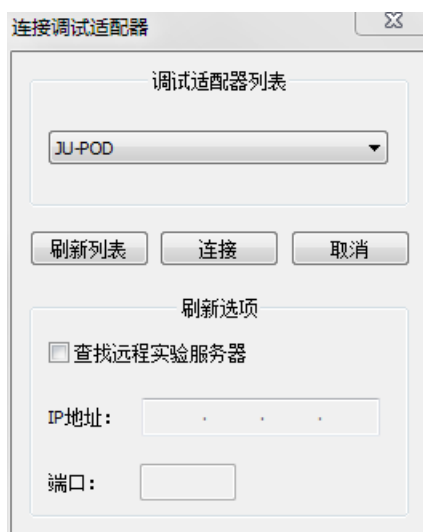 连接调试适配器
调试适配器列表
JU-POD
刷新列表 连接 取消
刷新选项
查找远程实验服务器
IP地址: . . .
端口: